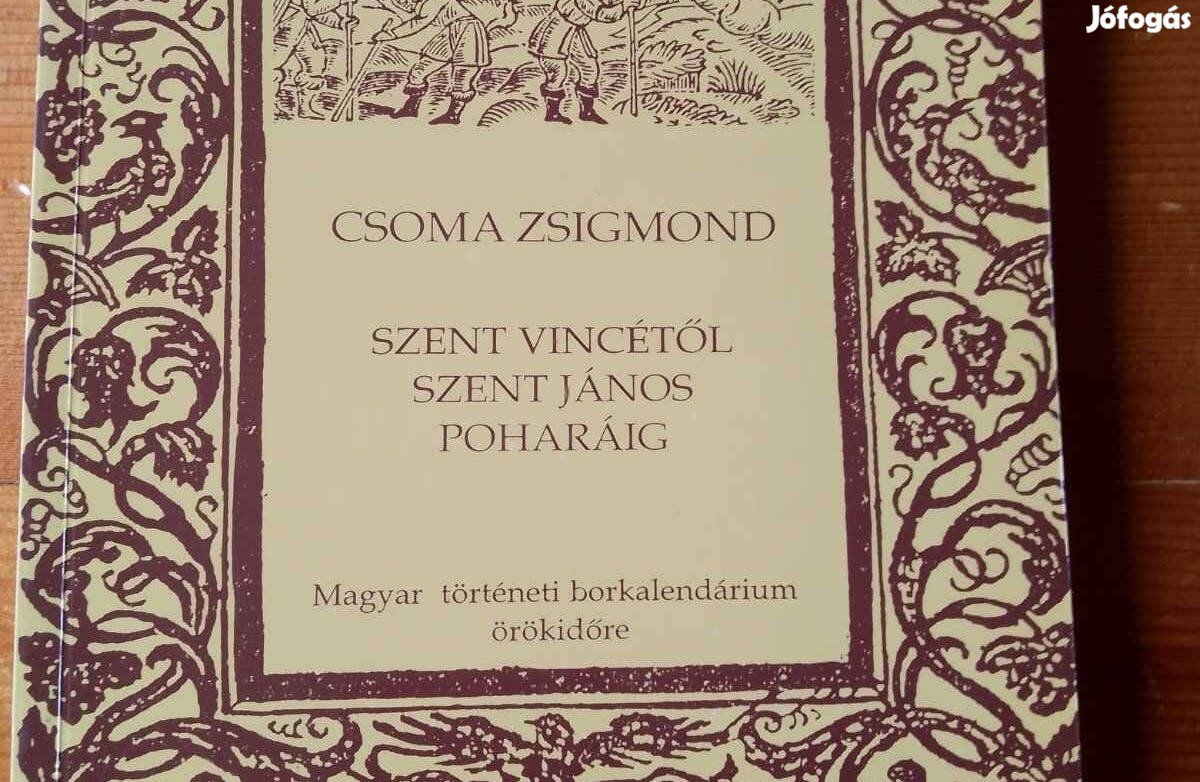 Jófogás
CSOMA ZSIGMOND
SZENT VINCÉTŐL
SZENT JÁNOS
POHARÁIG
Magyar történeti borkalendárium
örökidőre